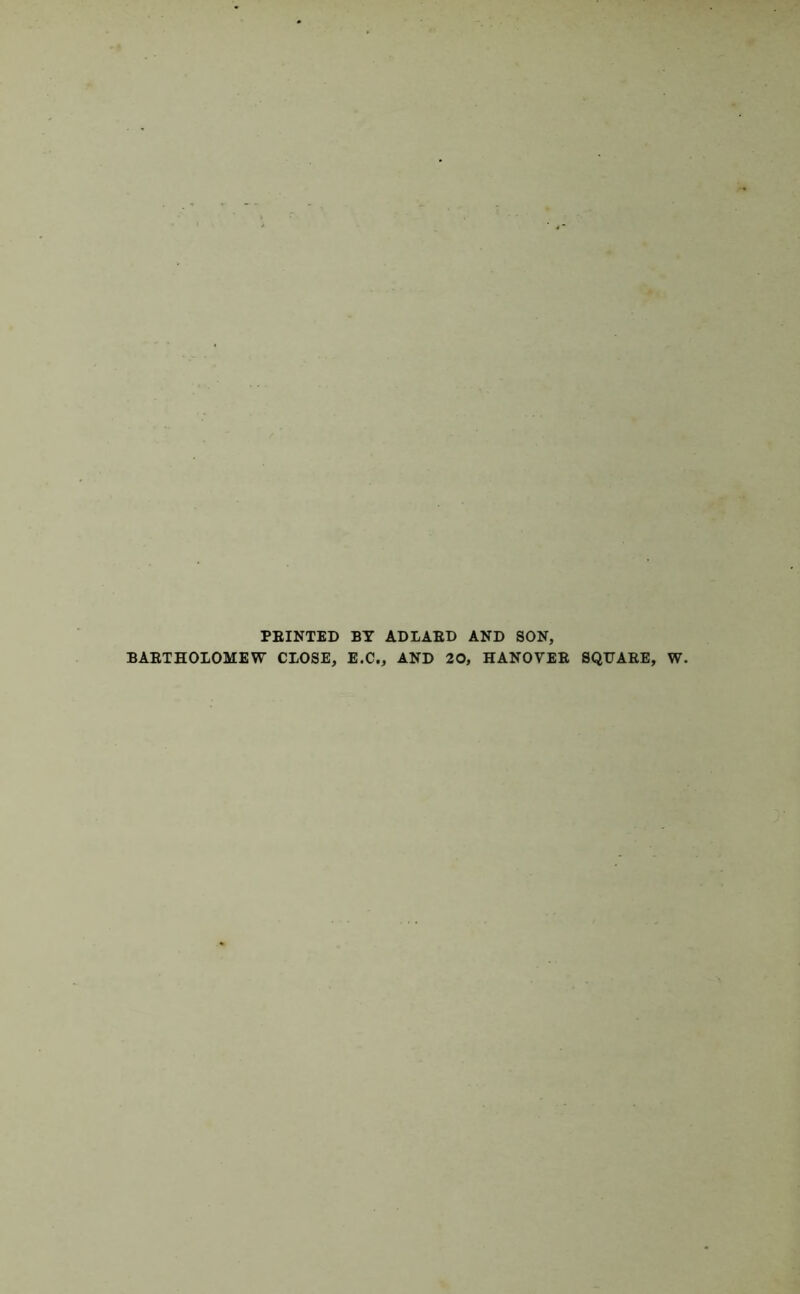 PRINTED BY ADLARD AND SON,
BARTHOLOMEW CLOSE, E.C., AND 20, HANOVER SQUARE, W.